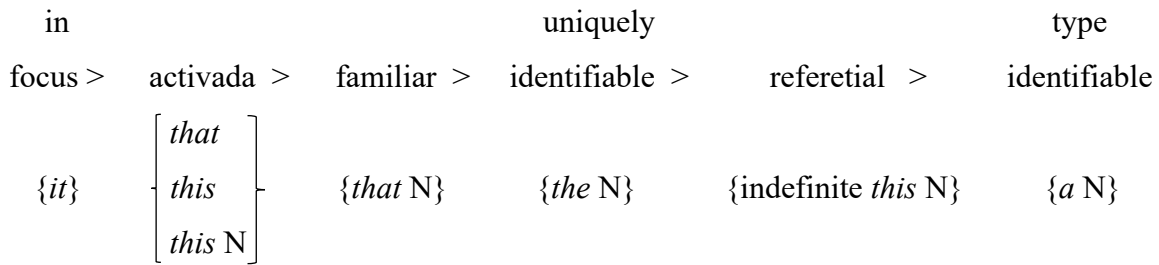 in uniquely type
focus > activada > familiar > identifiable > referetial > identifiable
that
{it} this {that N} {the N} {indefinite this N} {a N}
this N